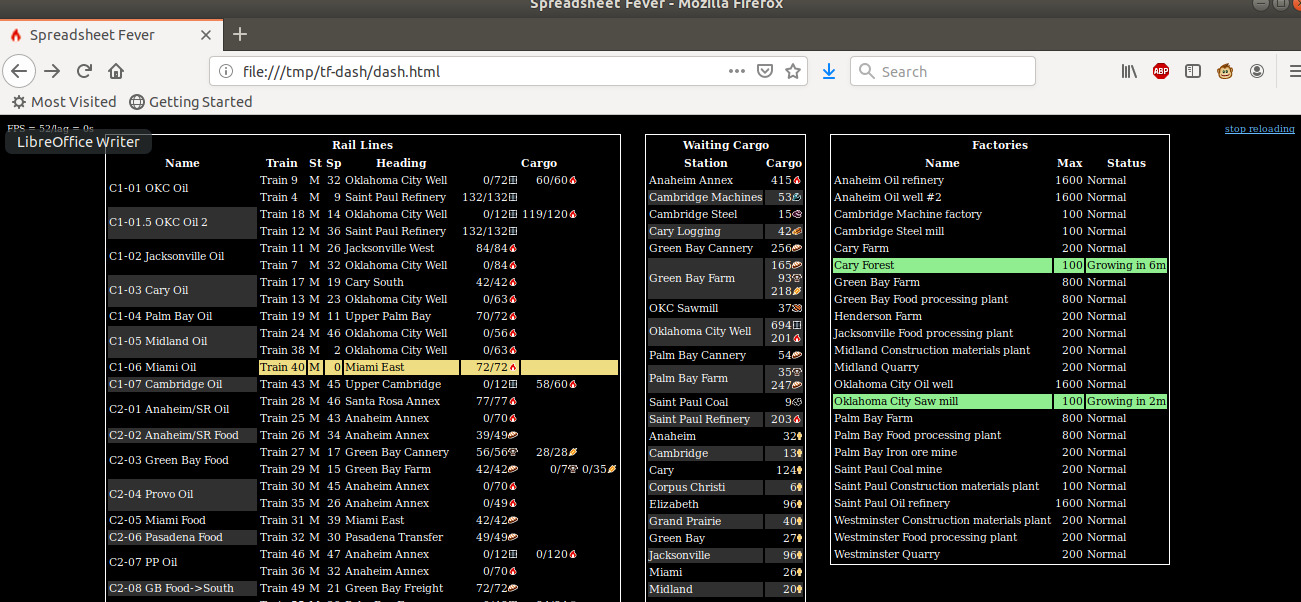 Spreadsheet Fever - Mozilla Firefox
Spreadsheet Fever
file:///tmp/tf-dash/dash.html
Search
ABP
Most Visited
Getting Started
FPS = 52/lag = 0s
stop reloading
LibreOffice Writer
Rail Lines
Name Train St Sp Heading Cargo
C1-01 OKC Oil
Train 9 M 32 Oklahoma City Well 0/72 60/60
Train 4 M 9 Saint Paul Refinery 132/132
C1-01.5 OKC Oil 2
Train 18 M 14 Oklahoma City Well 0/12 119/120
Train 12 M 36 Saint Paul Refinery 132/132
C1-02 Jacksonville Oil
Train 11 M 26 Jacksonville West 84/84
Train 7 M 32 Oklahoma City Well 0/84
C1-03 Cary Oil
Train 17 M 19 Cary South 42/42
Train 13 M 23 Oklahoma City Well 0/63
C1-04 Palm Bay Oil Train 19 M 11 Upper Palm Bay 70/72
C1-05 Midland Oil
Train 24 M 46 Oklahoma City Well 0/56
Train 38 M 2 Oklahoma City Well 0/63
C1-06 Miami Oil Train 40 M 0 Miami East 72/72
C1-07 Cambridge Oil Train 43 M 45 Upper Cambridge 0/12 58/60
C2-01 Anaheim/SR Oil
Train 28 M 46 Santa Rosa Annex 77/77
Train 25 M 43 Anaheim Annex 0/70
C2-02 Anaheim/SR Food Train 26 M 34 Anaheim Annex 39/49
C2-03 Green Bay Food
Train 27 M 17 Green Bay Cannery 56/56 28/28
Train 29 M 15 Green Bay Farm 42/42 0/7 0/35
C2-04 Provo Oil
Train 30 M 45 Anaheim Annex 0/70
Train 35 M 26 Anaheim Annex 0/49
C2-05 Miami Food Train 31 M 39 Miami East 42/42
C2-06 Pasadena Food Train 32 M 30 Pasadena Transfer 49/49
C2-07 PP Oil
Train 46 M 47 Anaheim Annex 0/12 0/120
Train 36 M 32 Anaheim Annex 0/70
C2-08 GB Food->South Train 49 M 21 Green Bay Freight 72/72
Waiting Cargo
Station Cargo
Anaheim Annex 415
Cambridge Machines 53
Cambridge Steel 15
Cary Logging 42
Green Bay Cannery 256
Green Bay Farm 165
93
218
OKC Sawmill 37
Oklahoma City Well 694
201
Palm Bay Cannery 54
Palm Bay Farm 35
247
Saint Paul Coal 9
Saint Paul Refinery 203
Anaheim 32
Cambridge 13
Cary 124
Corpus Christi 6
Elizabeth 96
Grand Prairie 40
Green Bay 27
Jacksonville 96
Miami 26
Midland 20
Factories
Name Max Status
Anaheim Oil refinery 1600 Normal
Anaheim Oil well #2 1600 Normal
Cambridge Machine factory 100 Normal
Cambridge Steel mill 100 Normal
Cary Farm 200 Normal
Cary Forest 100 Growing in 6m
Green Bay Farm 800 Normal
Green Bay Food processing plant 800 Normal
Henderson Farm 200 Normal
Jacksonville Food processing plant 200 Normal
Midland Construction materials plant 200 Normal
Midland Quarry 200 Normal
Oklahoma City Oil well 1600 Normal
Oklahoma City Saw mill 100 Growing in 2m
Palm Bay Farm 800 Normal
Palm Bay Food processing plant 800 Normal
Palm Bay Iron ore mine 200 Normal
Saint Paul Coal mine 200 Normal
Saint Paul Construction materials plant 100 Normal
Saint Paul Oil refinery 1600 Normal
Westminster Construction materials plant 200 Normal
Westminster Food processing plant 200 Normal
Westminster Quarry 200 Normal